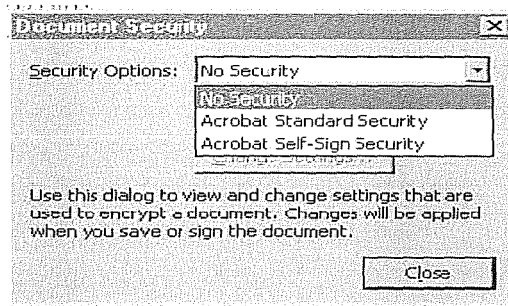 Document Security
Security Options: No Security
No Security
Acrobat Standard Security
Acrobat Self-Sign Security
Change Settings...
Use this dialog to view and change settings that are
used to encrypt a document. Changes will be applied
when you save or sign the document.
Close